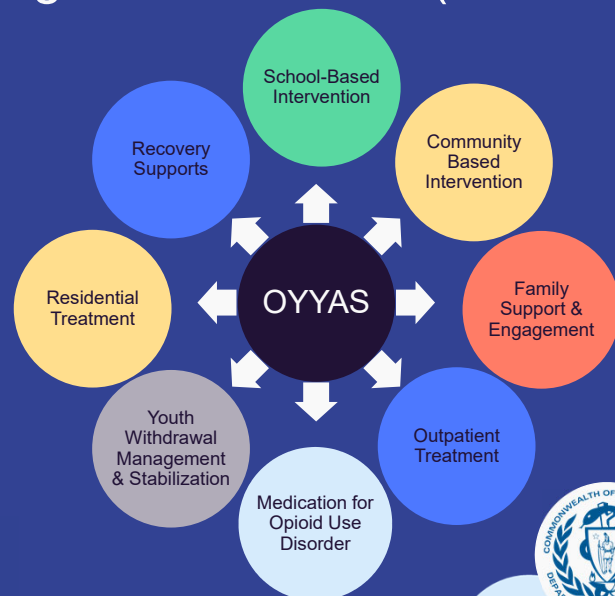 School-Based
Intervention
Community
Based
Intervention
Family
Support &
Engagement
Outpatient
Treatment
Medication for
Opioid Use
Disorder
Youth
Withdrawal
Management
& Stabilization
Residential
Treatment
Recovery
Supports
OYYAS
COMMONWEALTH OF